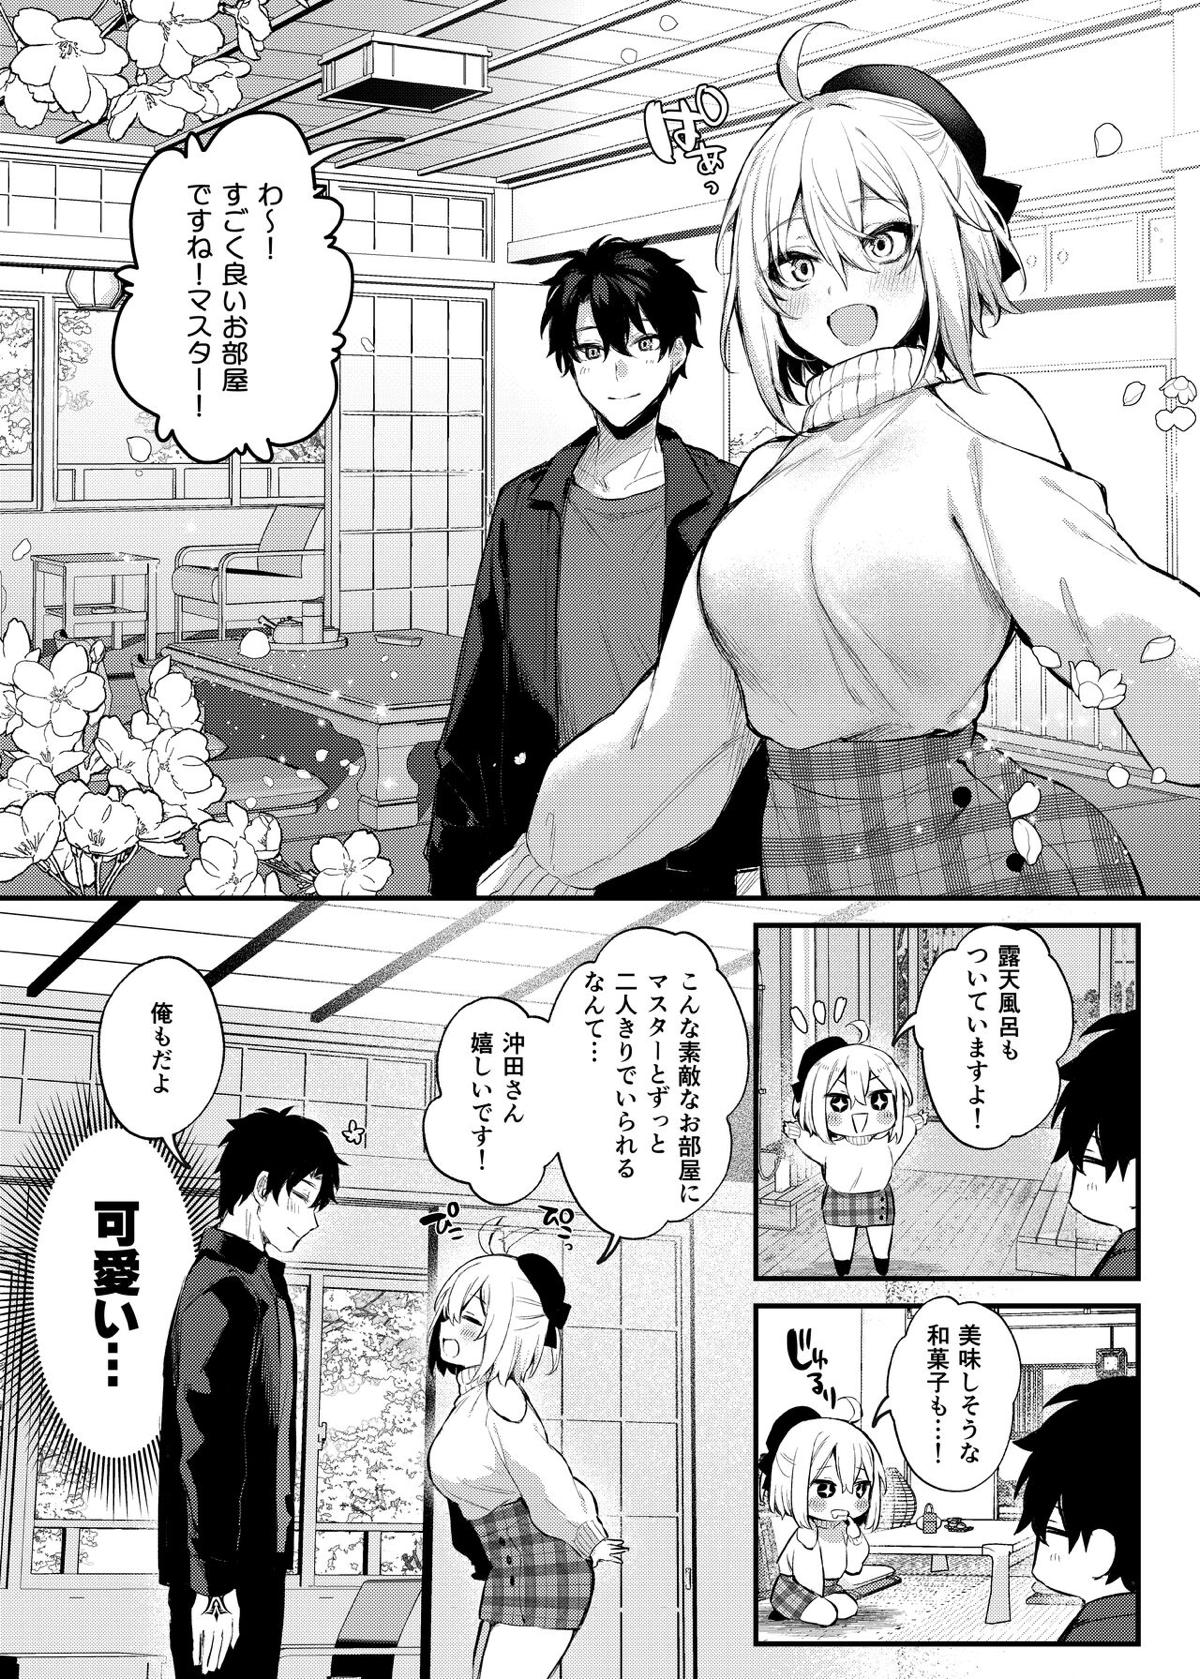 ぱぁっ
わ～！
すごく良いお部屋
ですね！マスター！
露天風呂も
ついていますよ！
美味しそうな
和菓子も…！
じゅるり
こんな素敵なお部屋に
マスターとずっと
二人きりでいられる
なんて…
沖田さん
嬉しいです！
ぴょこ
ぴょこっ
俺もだよ
可愛い…